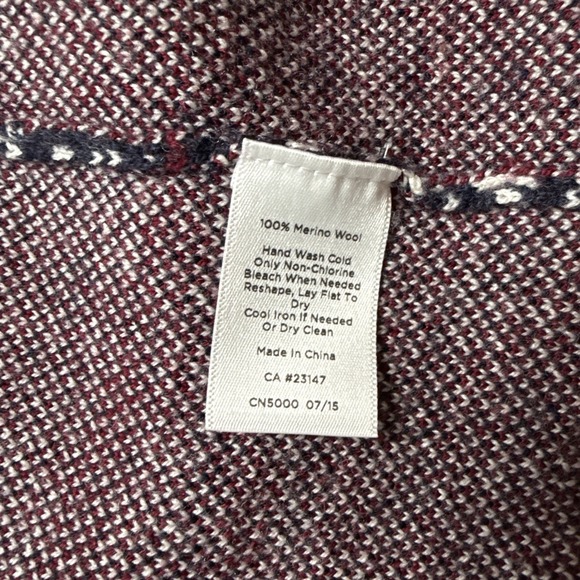 100% Merino Wool
Hand Wash Cold
Only Non-Chlorine
Bleach When Needed
Reshape, Lay Flat To
Dry
Cool Iron If Needed
Or Dry Clean
Made In China
CA #23147
CN5000 07/15